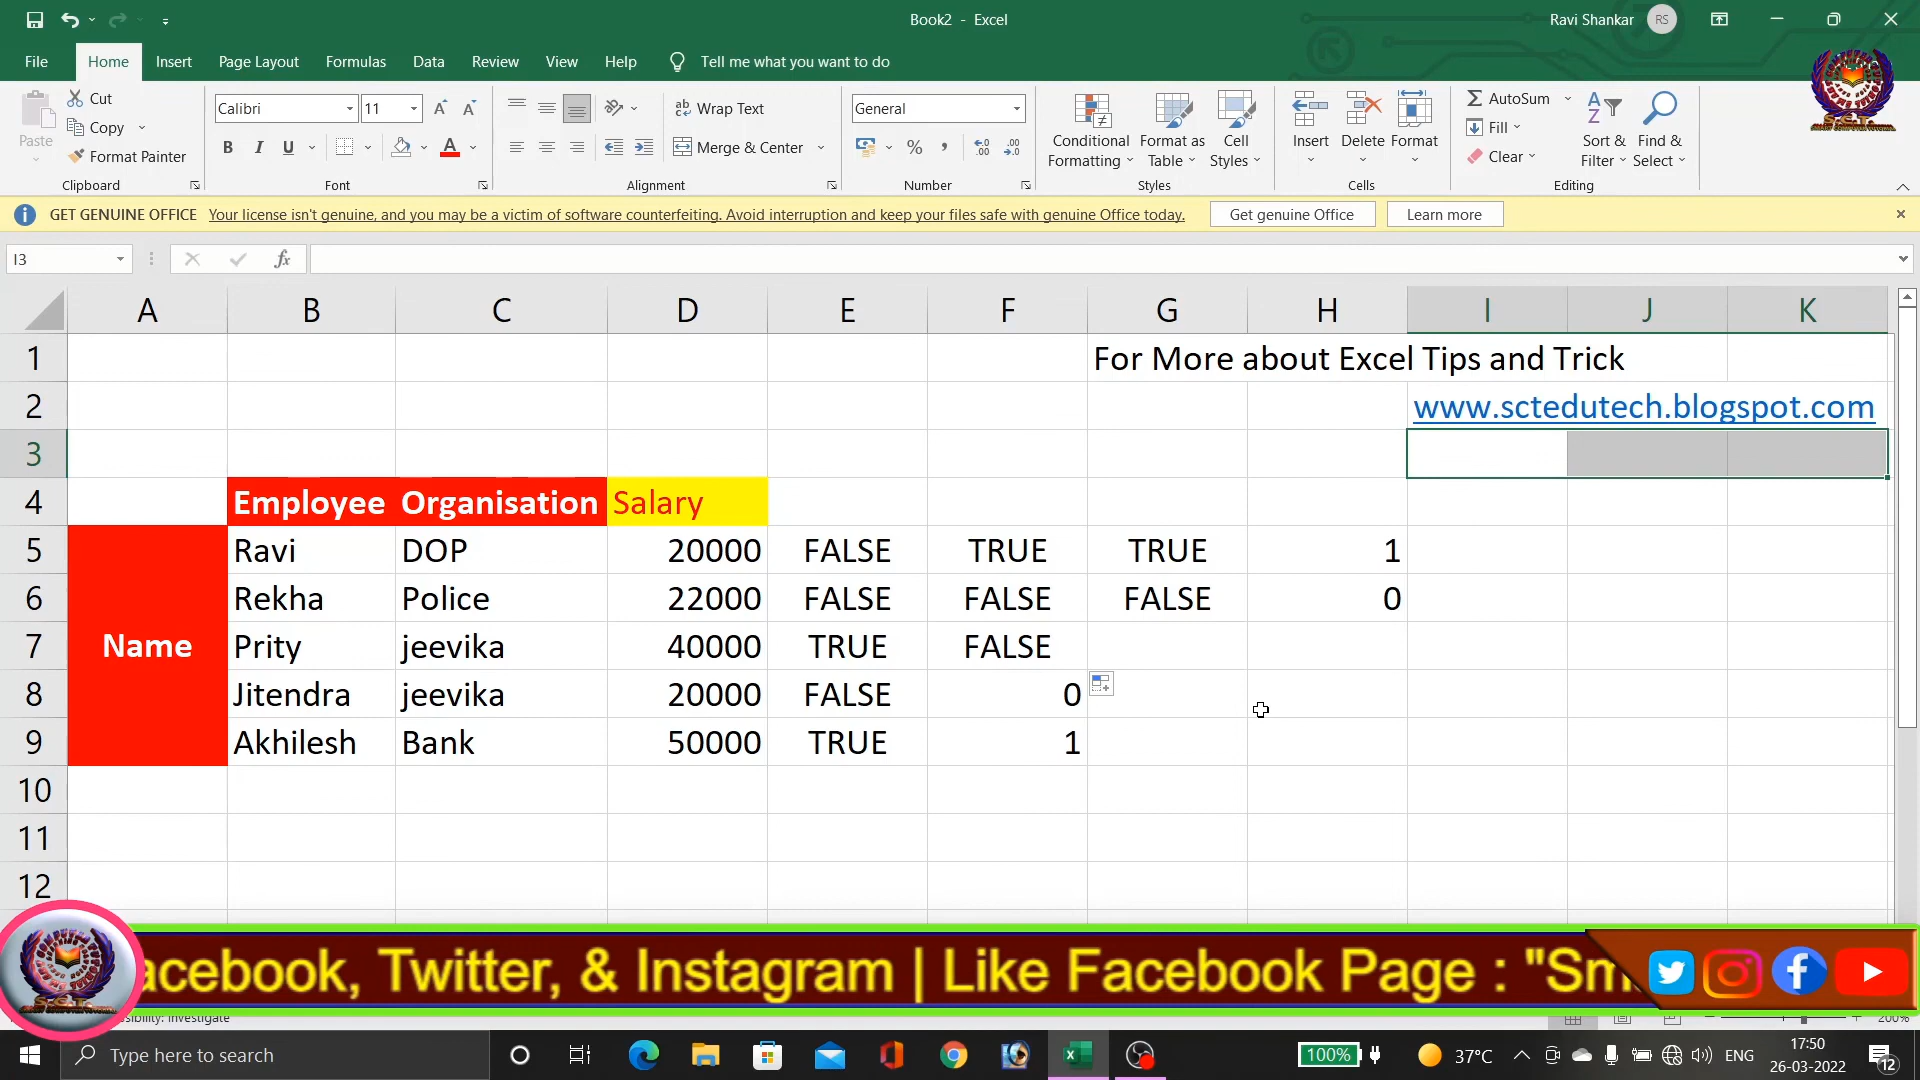 Book2 - Excel
Ravi Shankar
RS
File Home Insert Page Layout Formulas Data Review View Help Tell me what you want to do
Paste
Cut
Copy
Format Painter
Clipboard
Calibri 11
B I U
Font
Wrap Text
Merge & Center
Alignment
General
Number
Conditional Formatting
Format as Table
Cell Styles
Styles
Insert Delete Format
Cells
AutoSum
Fill
Clear
Sort & Filter
Find & Select
Editing
S.C.T.
GET GENUINE OFFICE Your license isn't genuine, and you may be a victim of software counterfeiting. Avoid interruption and keep your files safe with genuine Office today. Get genuine Office Learn more
I3 fx
A B C D E F G H I J K
1 For More about Excel Tips and Trick
2 www.sctedutech.blogspot.com
3
4 Employee Organisation Salary
5 Ravi DOP 20000 FALSE TRUE TRUE 1
6 Rekha Police 22000 FALSE FALSE FALSE 0
7 Name Prity jeevika 40000 TRUE FALSE
8 Jitendra jeevika 20000 FALSE 0
9 Akhilesh Bank 50000 TRUE 1
10
11
12
acebook, Twitter, & Instagram | Like Facebook Page : "Sm
S.C.T.
Investigate
200%
Type here to search
100% 37°C ENG
17:50
26-03-2022
12